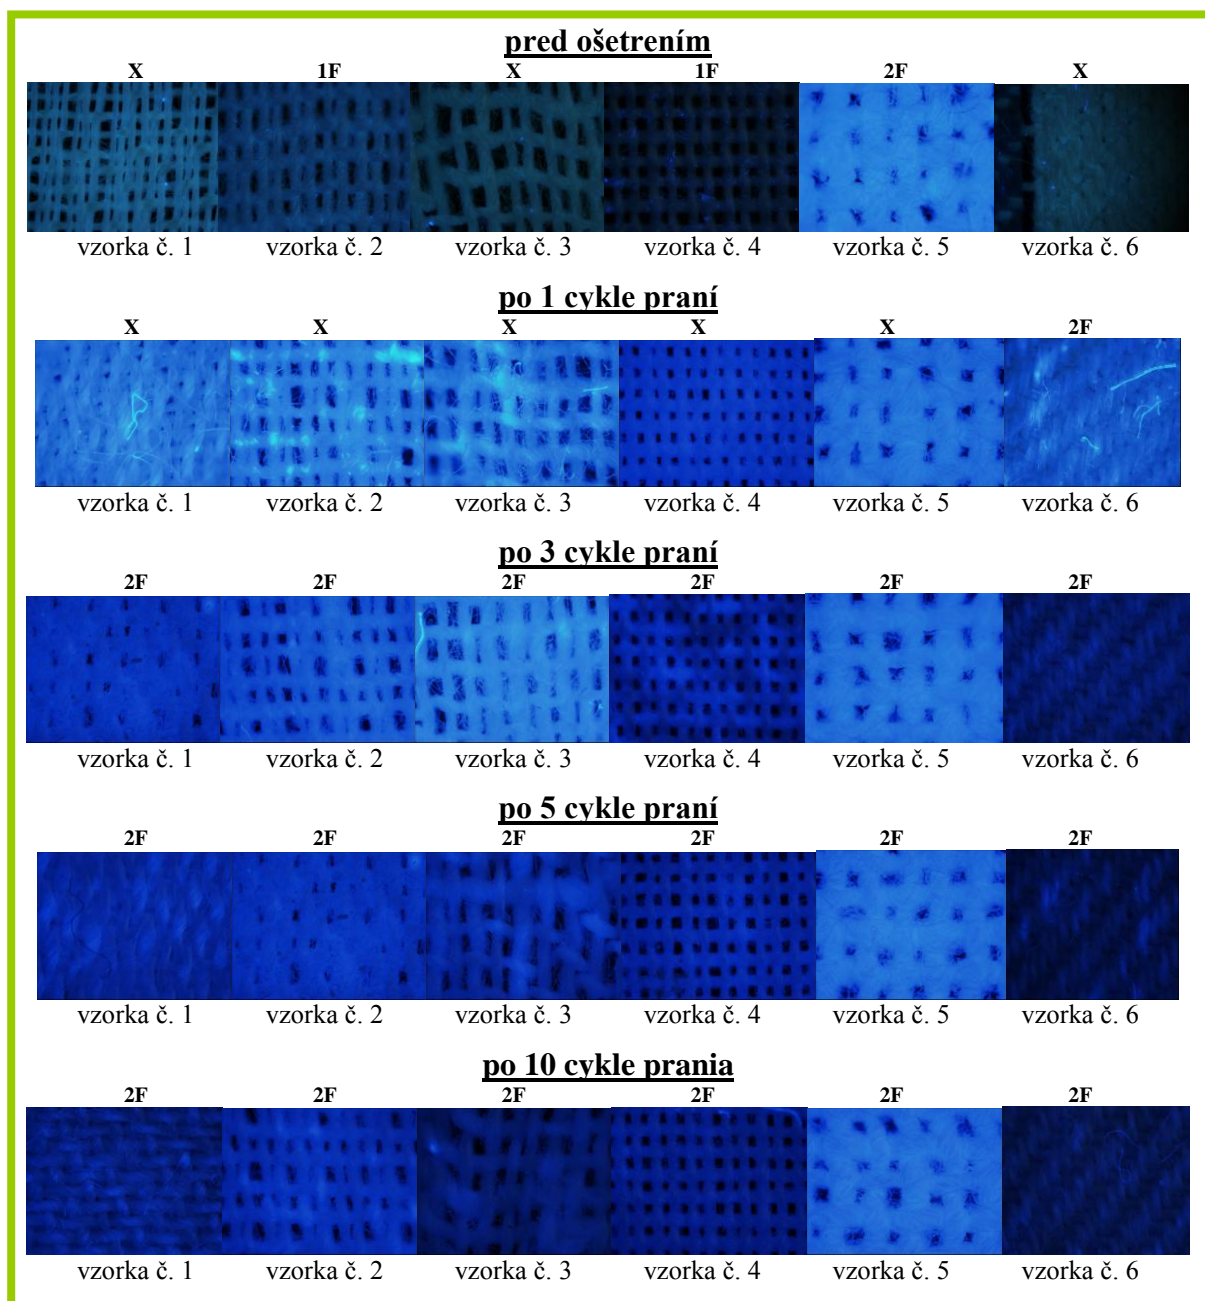 pred ošetrením
X 1F X 1F 2F X
vzorka č. 1 vzorka č. 2 vzorka č. 3 vzorka č. 4 vzorka č. 5 vzorka č. 6
po 1 cykle praní
X X X X X 2F
vzorka č. 1 vzorka č. 2 vzorka č. 3 vzorka č. 4 vzorka č. 5 vzorka č. 6
po 3 cykle praní
2F 2F 2F 2F 2F 2F
vzorka č. 1 vzorka č. 2 vzorka č. 3 vzorka č. 4 vzorka č. 5 vzorka č. 6
po 5 cykle praní
2F 2F 2F 2F 2F 2F
vzorka č. 1 vzorka č. 2 vzorka č. 3 vzorka č. 4 vzorka č. 5 vzorka č. 6
po 10 cykle prania
2F 2F 2F 2F 2F 2F
vzorka č. 1 vzorka č. 2 vzorka č. 3 vzorka č. 4 vzorka č. 5 vzorka č. 6